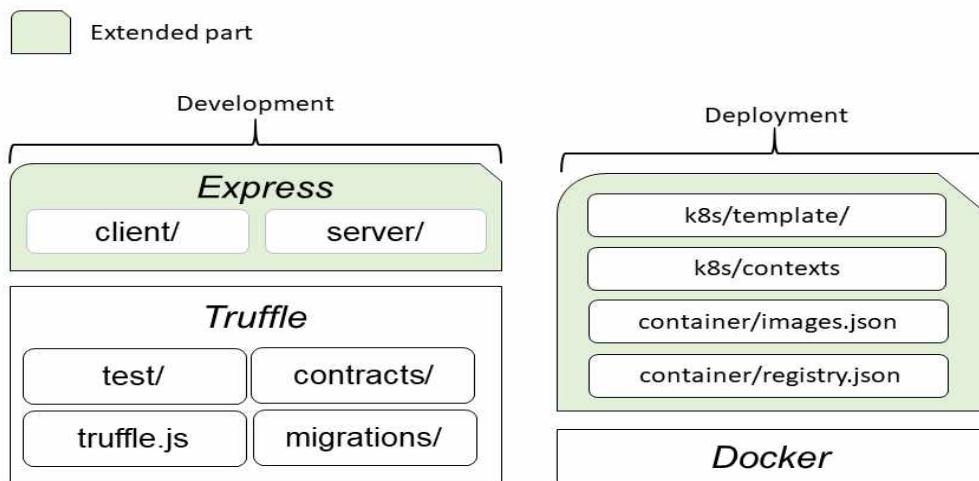 Extended part
Development
Express
client/ server/
Truffle
test/ contracts/
truffle.js migrations/
Deployment
k8s/template/
k8s/contexts
container/images.json
container/registry.json
Docker